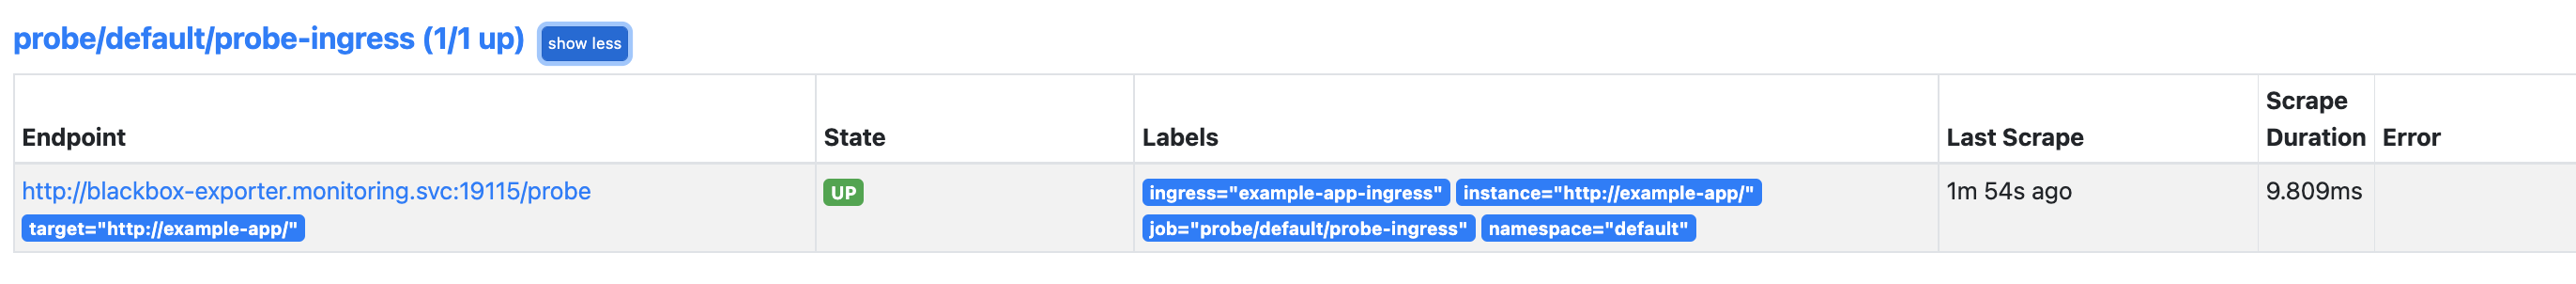 probe/default/probe-ingress (1/1 up) show less
Endpoint State Labels Last Scrape Scrape Duration Error
http://blackbox-exporter.monitoring.svc:19115/probe UP ingress="example-app-ingress" instance="http://example-app/" 1m 54s ago 9.809ms
target="http://example-app/" job="probe/default/probe-ingress" namespace="default"